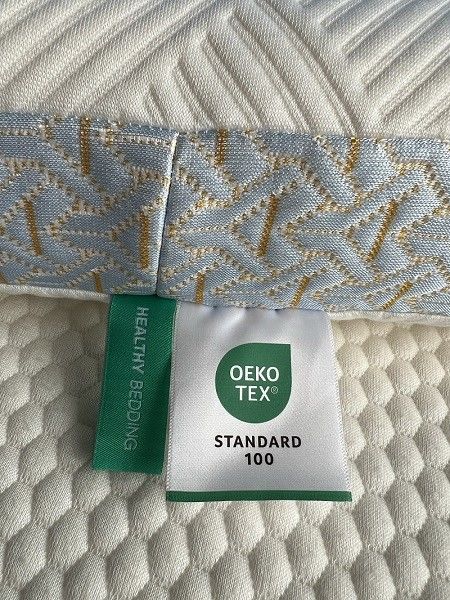 HEALTHY BEDDING
OEKO
TEX®
STANDARD
100